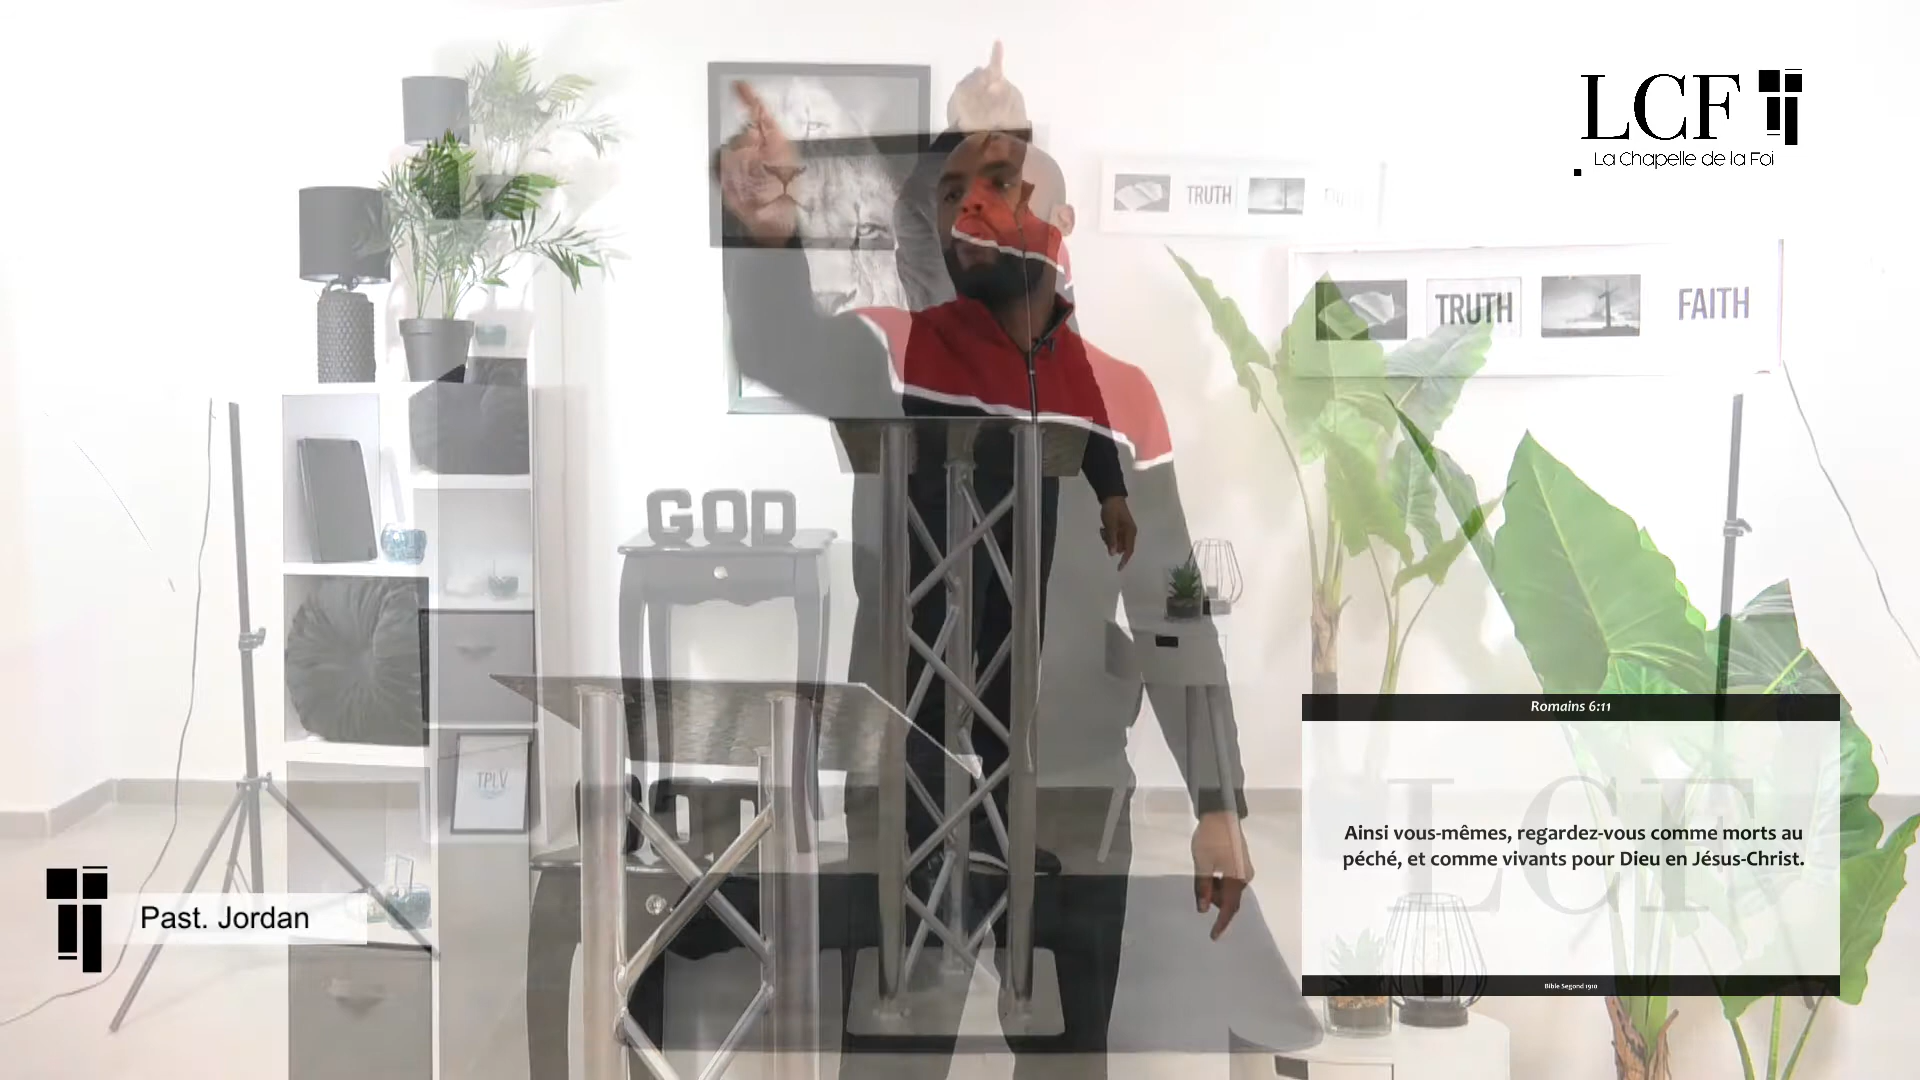 LCF
La Chapelle de la Foi
TRUTH
TRUTH
FAITH
GOD
Romains 6:11
LCF
Ainsi vous-mêmes, regardez-vous comme morts au
péché, et comme vivants pour Dieu en Jésus-Christ.
Bible Segond 1910
TPLV
Past. Jordan